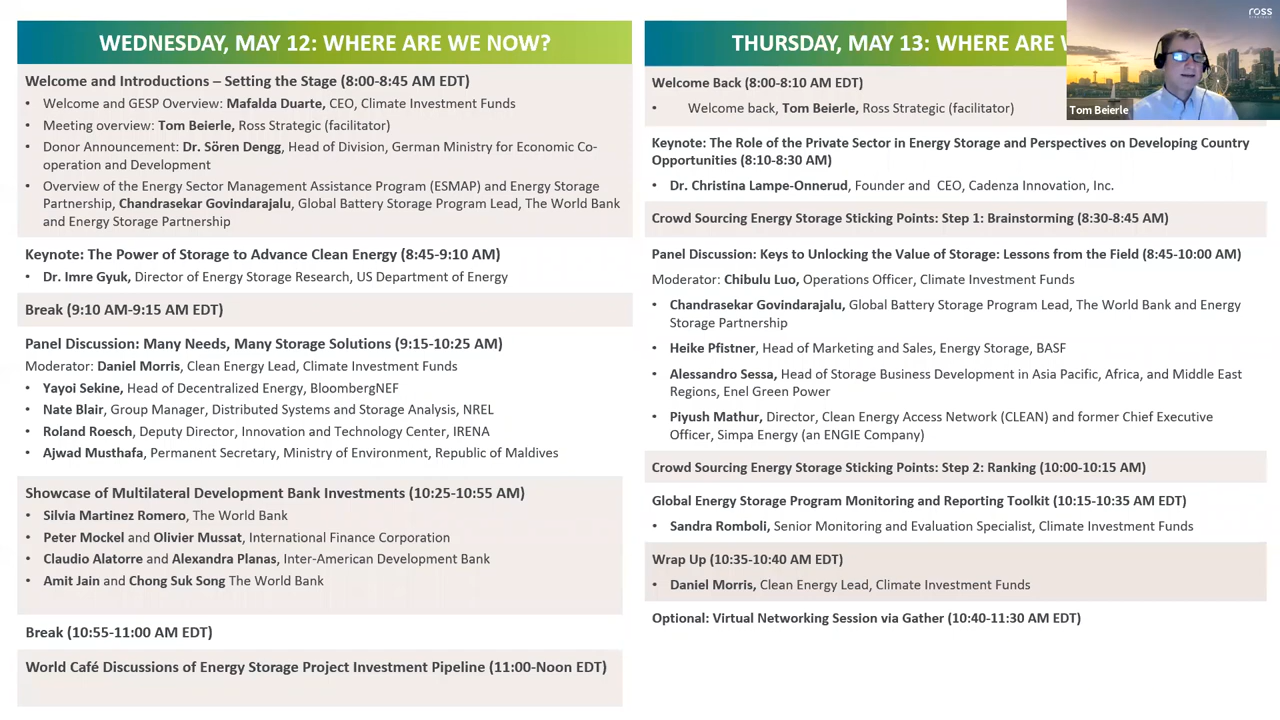 WEDNESDAY, MAY 12: WHERE ARE WE NOW?
Welcome and Introductions – Setting the Stage (8:00-8:45 AM EDT)
• Welcome and GESP Overview: Mafalda Duarte, CEO, Climate Investment Funds
• Meeting overview: Tom Beierle, Ross Strategic (facilitator)
• Donor Announcement: Dr. Sören Dengg, Head of Division, German Ministry for Economic Co-
operation and Development
• Overview of the Energy Sector Management Assistance Program (ESMAP) and Energy Storage
Partnership, Chandrasekar Govindarajalu, Global Battery Storage Program Lead, The World Bank
and Energy Storage Partnership
Keynote: The Power of Storage to Advance Clean Energy (8:45-9:10 AM)
• Dr. Imre Gyuk, Director of Energy Storage Research, US Department of Energy
Break (9:10 AM-9:15 AM EDT)
Panel Discussion: Many Needs, Many Storage Solutions (9:15-10:25 AM)
Moderator: Daniel Morris, Clean Energy Lead, Climate Investment Funds
• Yayoi Sekine, Head of Decentralized Energy, BloombergNEF
• Nate Blair, Group Manager, Distributed Systems and Storage Analysis, NREL
• Roland Roesch, Deputy Director, Innovation and Technology Center, IRENA
• Ajwad Musthafa, Permanent Secretary, Ministry of Environment, Republic of Maldives
Showcase of Multilateral Development Bank Investments (10:25-10:55 AM)
• Silvia Martinez Romero, The World Bank
• Peter Mockel and Olivier Mussat, International Finance Corporation
• Claudio Alatorre and Alexandra Planas, Inter-American Development Bank
• Amit Jain and Chong Suk Song The World Bank
Break (10:55-11:00 AM EDT)
World Café Discussions of Energy Storage Project Investment Pipeline (11:00-Noon EDT)
THURSDAY, MAY 13: WHERE ARE
Welcome Back (8:00-8:10 AM EDT)
• Welcome back, Tom Beierle, Ross Strategic (facilitator)
Keynote: The Role of the Private Sector in Energy Storage and Perspectives on Developing Country
Opportunities (8:10-8:30 AM)
• Dr. Christina Lampe-Onnerud, Founder and CEO, Cadenza Innovation, Inc.
Crowd Sourcing Energy Storage Sticking Points: Step 1: Brainstorming (8:30-8:45 AM)
Panel Discussion: Keys to Unlocking the Value of Storage: Lessons from the Field (8:45-10:00 AM)
Moderator: Chibulu Luo, Operations Officer, Climate Investment Funds
• Chandrasekar Govindarajalu, Global Battery Storage Program Lead, The World Bank and Energy
Storage Partnership
• Heike Pfistner, Head of Marketing and Sales, Energy Storage, BASF
• Alessandro Sessa, Head of Storage Business Development in Asia Pacific, Africa, and Middle East
Regions, Enel Green Power
• Piyush Mathur, Director, Clean Energy Access Network (CLEAN) and former Chief Executive
Officer, Simpa Energy (an ENGIE Company)
Crowd Sourcing Energy Storage Sticking Points: Step 2: Ranking (10:00-10:15 AM)
Global Energy Storage Program Monitoring and Reporting Toolkit (10:15-10:35 AM EDT)
• Sandra Romboli, Senior Monitoring and Evaluation Specialist, Climate Investment Funds
Wrap Up (10:35-10:40 AM EDT)
• Daniel Morris, Clean Energy Lead, Climate Investment Funds
Optional: Virtual Networking Session via Gather (10:40-11:30 AM EDT)
ross
Tom Beierle